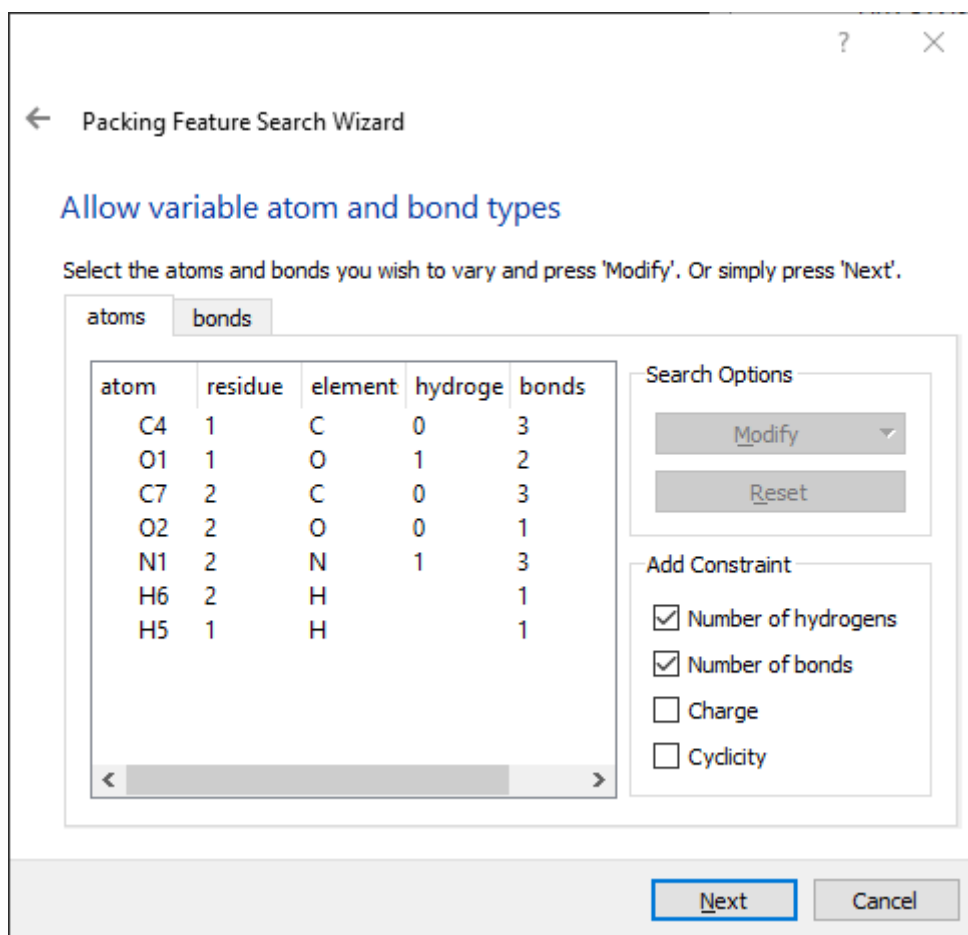 ?
Packing Feature Search Wizard
Allow variable atom and bond types
Select the atoms and bonds you wish to vary and press 'Modify'. Or simply press 'Next'.
atoms bonds
atom residue element hydroge bonds
C4 1 C 0 3
O1 1 O 1 2
C7 2 C 0 3
O2 2 O 0 1
N1 2 N 1 3
H6 2 H 1
H5 1 H 1
Search Options
Modify
Reset
Add Constraint
Number of hydrogens
Number of bonds
Charge
Cyclicity
Next Cancel